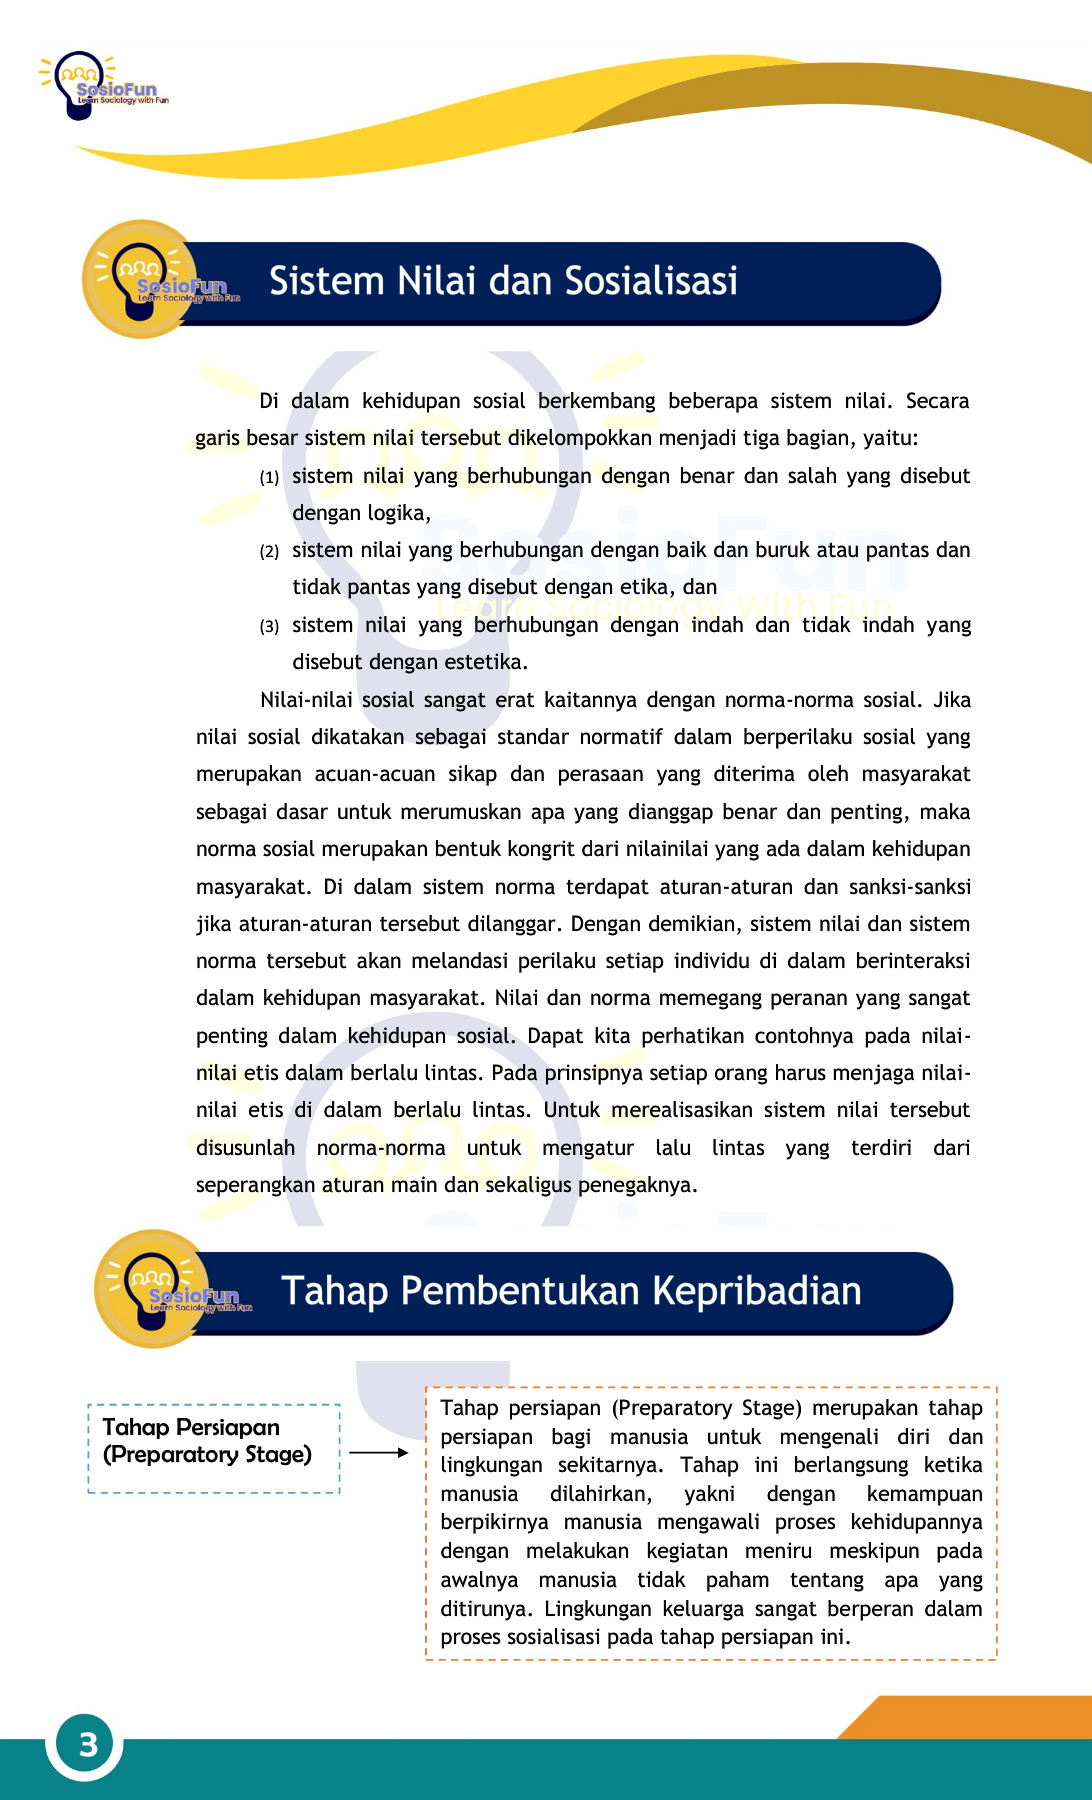 SosioFun
Learn Sociology with Fun
SosioFun
Learn Sociology with Fun
Sistem Nilai dan Sosialisasi
Di dalam kehidupan sosial berkembang beberapa sistem nilai. Secara
garis besar sistem nilai tersebut dikelompokkan menjadi tiga bagian, yaitu:
(1) sistem nilai yang berhubungan dengan benar dan salah yang disebut
dengan logika,
(2) sistem nilai yang berhubungan dengan baik dan buruk atau pantas dan
tidak pantas yang disebut dengan etika, dan
(3) sistem nilai yang berhubungan dengan indah dan tidak indah yang
disebut dengan estetika.
SosioFun
Learn Sociology With Fun
Nilai-nilai sosial sangat erat kaitannya dengan norma-norma sosial. Jika
nilai sosial dikatakan sebagai standar normatif dalam berperilaku sosial yang
merupakan acuan-acuan sikap dan perasaan yang diterima oleh masyarakat
sebagai dasar untuk merumuskan apa yang dianggap benar dan penting, maka
norma sosial merupakan bentuk kongrit dari nilainilai yang ada dalam kehidupan
masyarakat. Di dalam sistem norma terdapat aturan-aturan dan sanksi-sanksi
jika aturan-aturan tersebut dilanggar. Dengan demikian, sistem nilai dan sistem
norma tersebut akan melandasi perilaku setiap individu di dalam berinteraksi
dalam kehidupan masyarakat. Nilai dan norma memegang peranan yang sangat
penting dalam kehidupan sosial. Dapat kita perhatikan contohnya pada nilai-
nilai etis dalam berlalu lintas. Pada prinsipnya setiap orang harus menjaga nilai-
nilai etis di dalam berlalu lintas. Untuk merealisasikan sistem nilai tersebut
disusunlah norma-norma untuk mengatur lalu lintas yang terdiri dari
seperangkan aturan main dan sekaligus penegaknya.
SosioFun
Learn Sociology with Fun
Tahap Pembentukan Kepribadian
Tahap Persiapan
(Preparatory Stage)
Tahap persiapan (Preparatory Stage) merupakan tahap
persiapan bagi manusia untuk mengenali diri dan
lingkungan sekitarnya. Tahap ini berlangsung ketika
manusia dilahirkan, yakni dengan kemampuan
berpikirnya manusia mengawali proses kehidupannya
dengan melakukan kegiatan meniru meskipun pada
awalnya manusia tidak paham tentang apa yang
ditirunya. Lingkungan keluarga sangat berperan dalam
proses sosialisasi pada tahap persiapan ini.
3